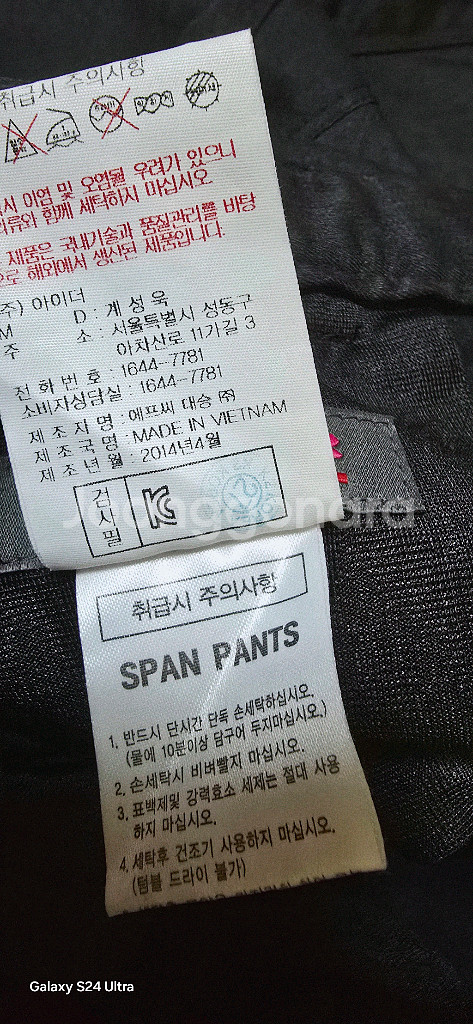 취급시 주의사항
시 이염 및 오염될 우려가 있으니
의류와 함께 세탁하지 마십시오
제품은 국내기술과 품질관리를 바탕
으로 해외에서 생산된 제품입니다.
주) 아이더
M D : 계성욱
주 소 : 서울특별시 성동구
아차산로 11가길 3
전 화 번 호 : 1644-7781
소비자상담실 : 1644-7781
제 조 자 명 : 에프씨 대승 ㈜
제 조 국 명 : MADE IN VIETNAM
제 조 년 월 : 2014년4월
검사필
Joonggonara
취급시 주의사항
SPAN PANTS
1. 반드시 단시간 단독 손세탁하십시오.
(물에 10분이상 담구어 두지마십시오.)
2. 손세탁시 비벼빨지 마십시오.
3. 표백제및 강력효소 세제는 절대 사용
하지 마십시오.
4. 세탁후 건조기 사용하지 마십시오.
(텀블 드라이 불가)
Galaxy S24 Ultra